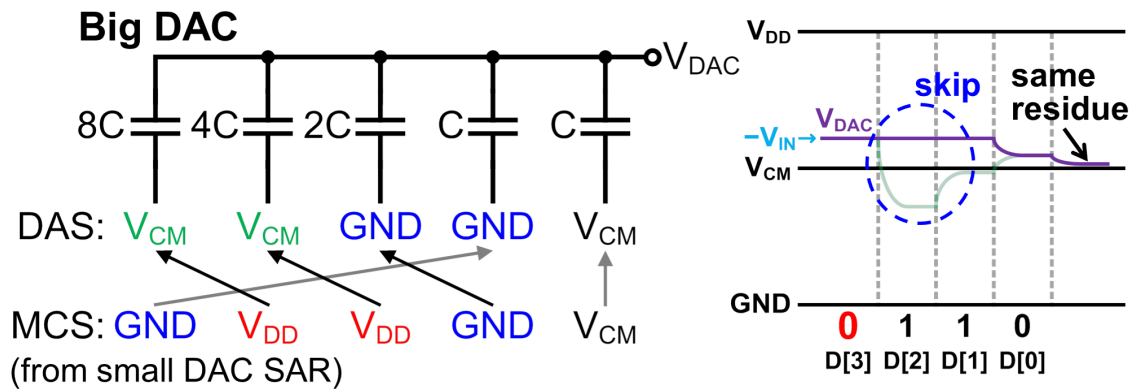 Big DAC
V_DAC
8C 4C 2C C C
DAS: V_CM V_CM GND GND V_CM
MCS: GND V_DD V_DD GND V_CM
(from small DAC SAR)
V_DD
skip
same
residue
V_DAC
−V_IN→
V_CM
GND
0 1 1 0
D[3] D[2] D[1] D[0]